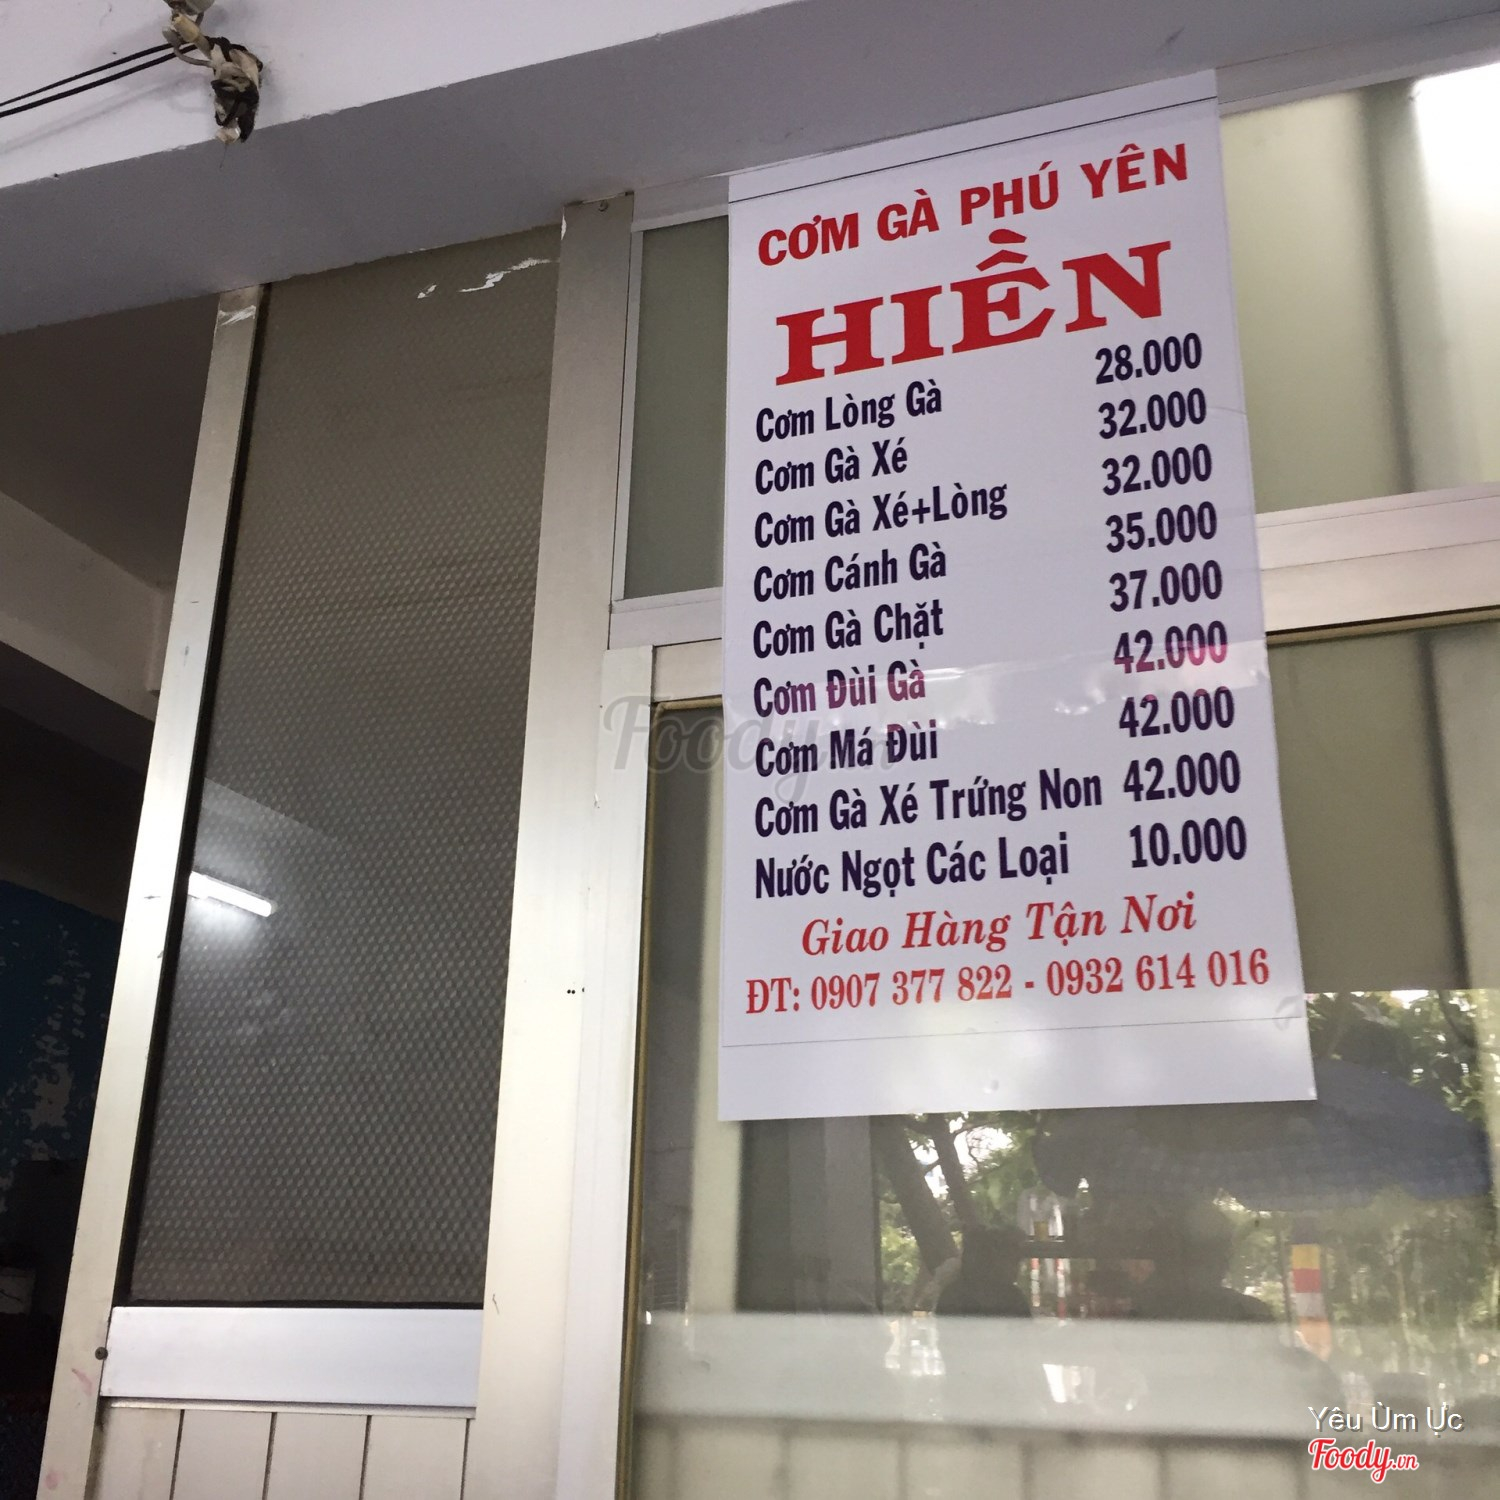 CƠM GÀ PHÚ YÊN
HIỀN
Cơm Lòng Gà 28.000
Cơm Gà Xé 32.000
Cơm Gà Xé+Lòng 32.000
Cơm Cánh Gà 35.000
Cơm Gà Chặt 37.000
Cơm Đùi Gà 42.000
Cơm Má Đùi 42.000
Cơm Gà Xé Trứng Non 42.000
Nước Ngọt Các Loại 10.000
Giao Hàng Tận Nơi
ĐT: 0907 377 822 - 0932 614 016
Foody.vn
Yêu Ùm Ực
Foody.vn